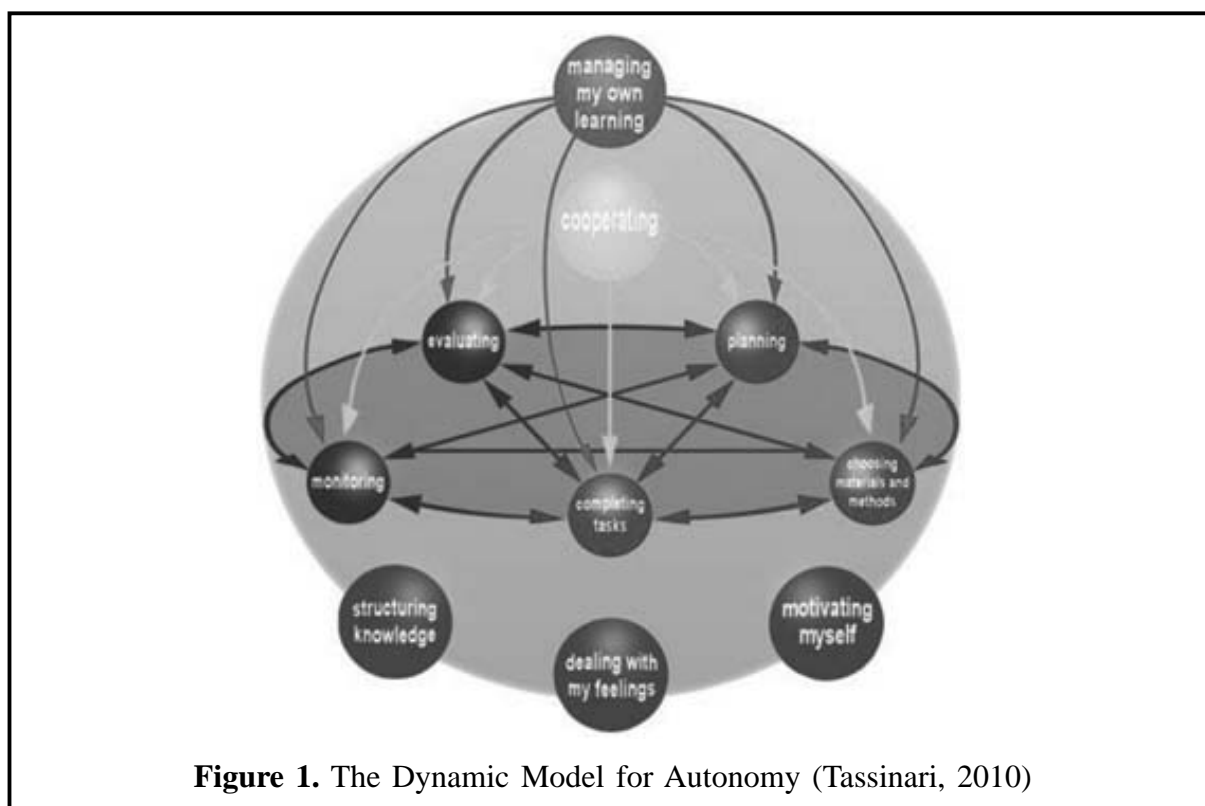 managing
my own
learning
cooperating
evaluating
planning
monitoring
completing
tasks
choosing
materials and
methods
structuring
knowledge
dealing with
my feelings
motivating
myself
Figure 1. The Dynamic Model for Autonomy (Tassinari, 2010)